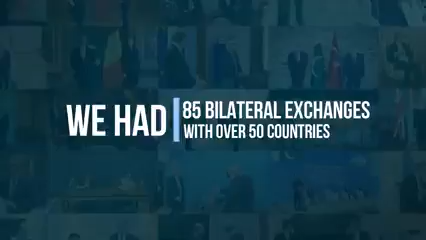 WE HAD
85 BILATERAL EXCHANGES
WITH OVER 50 COUNTRIES